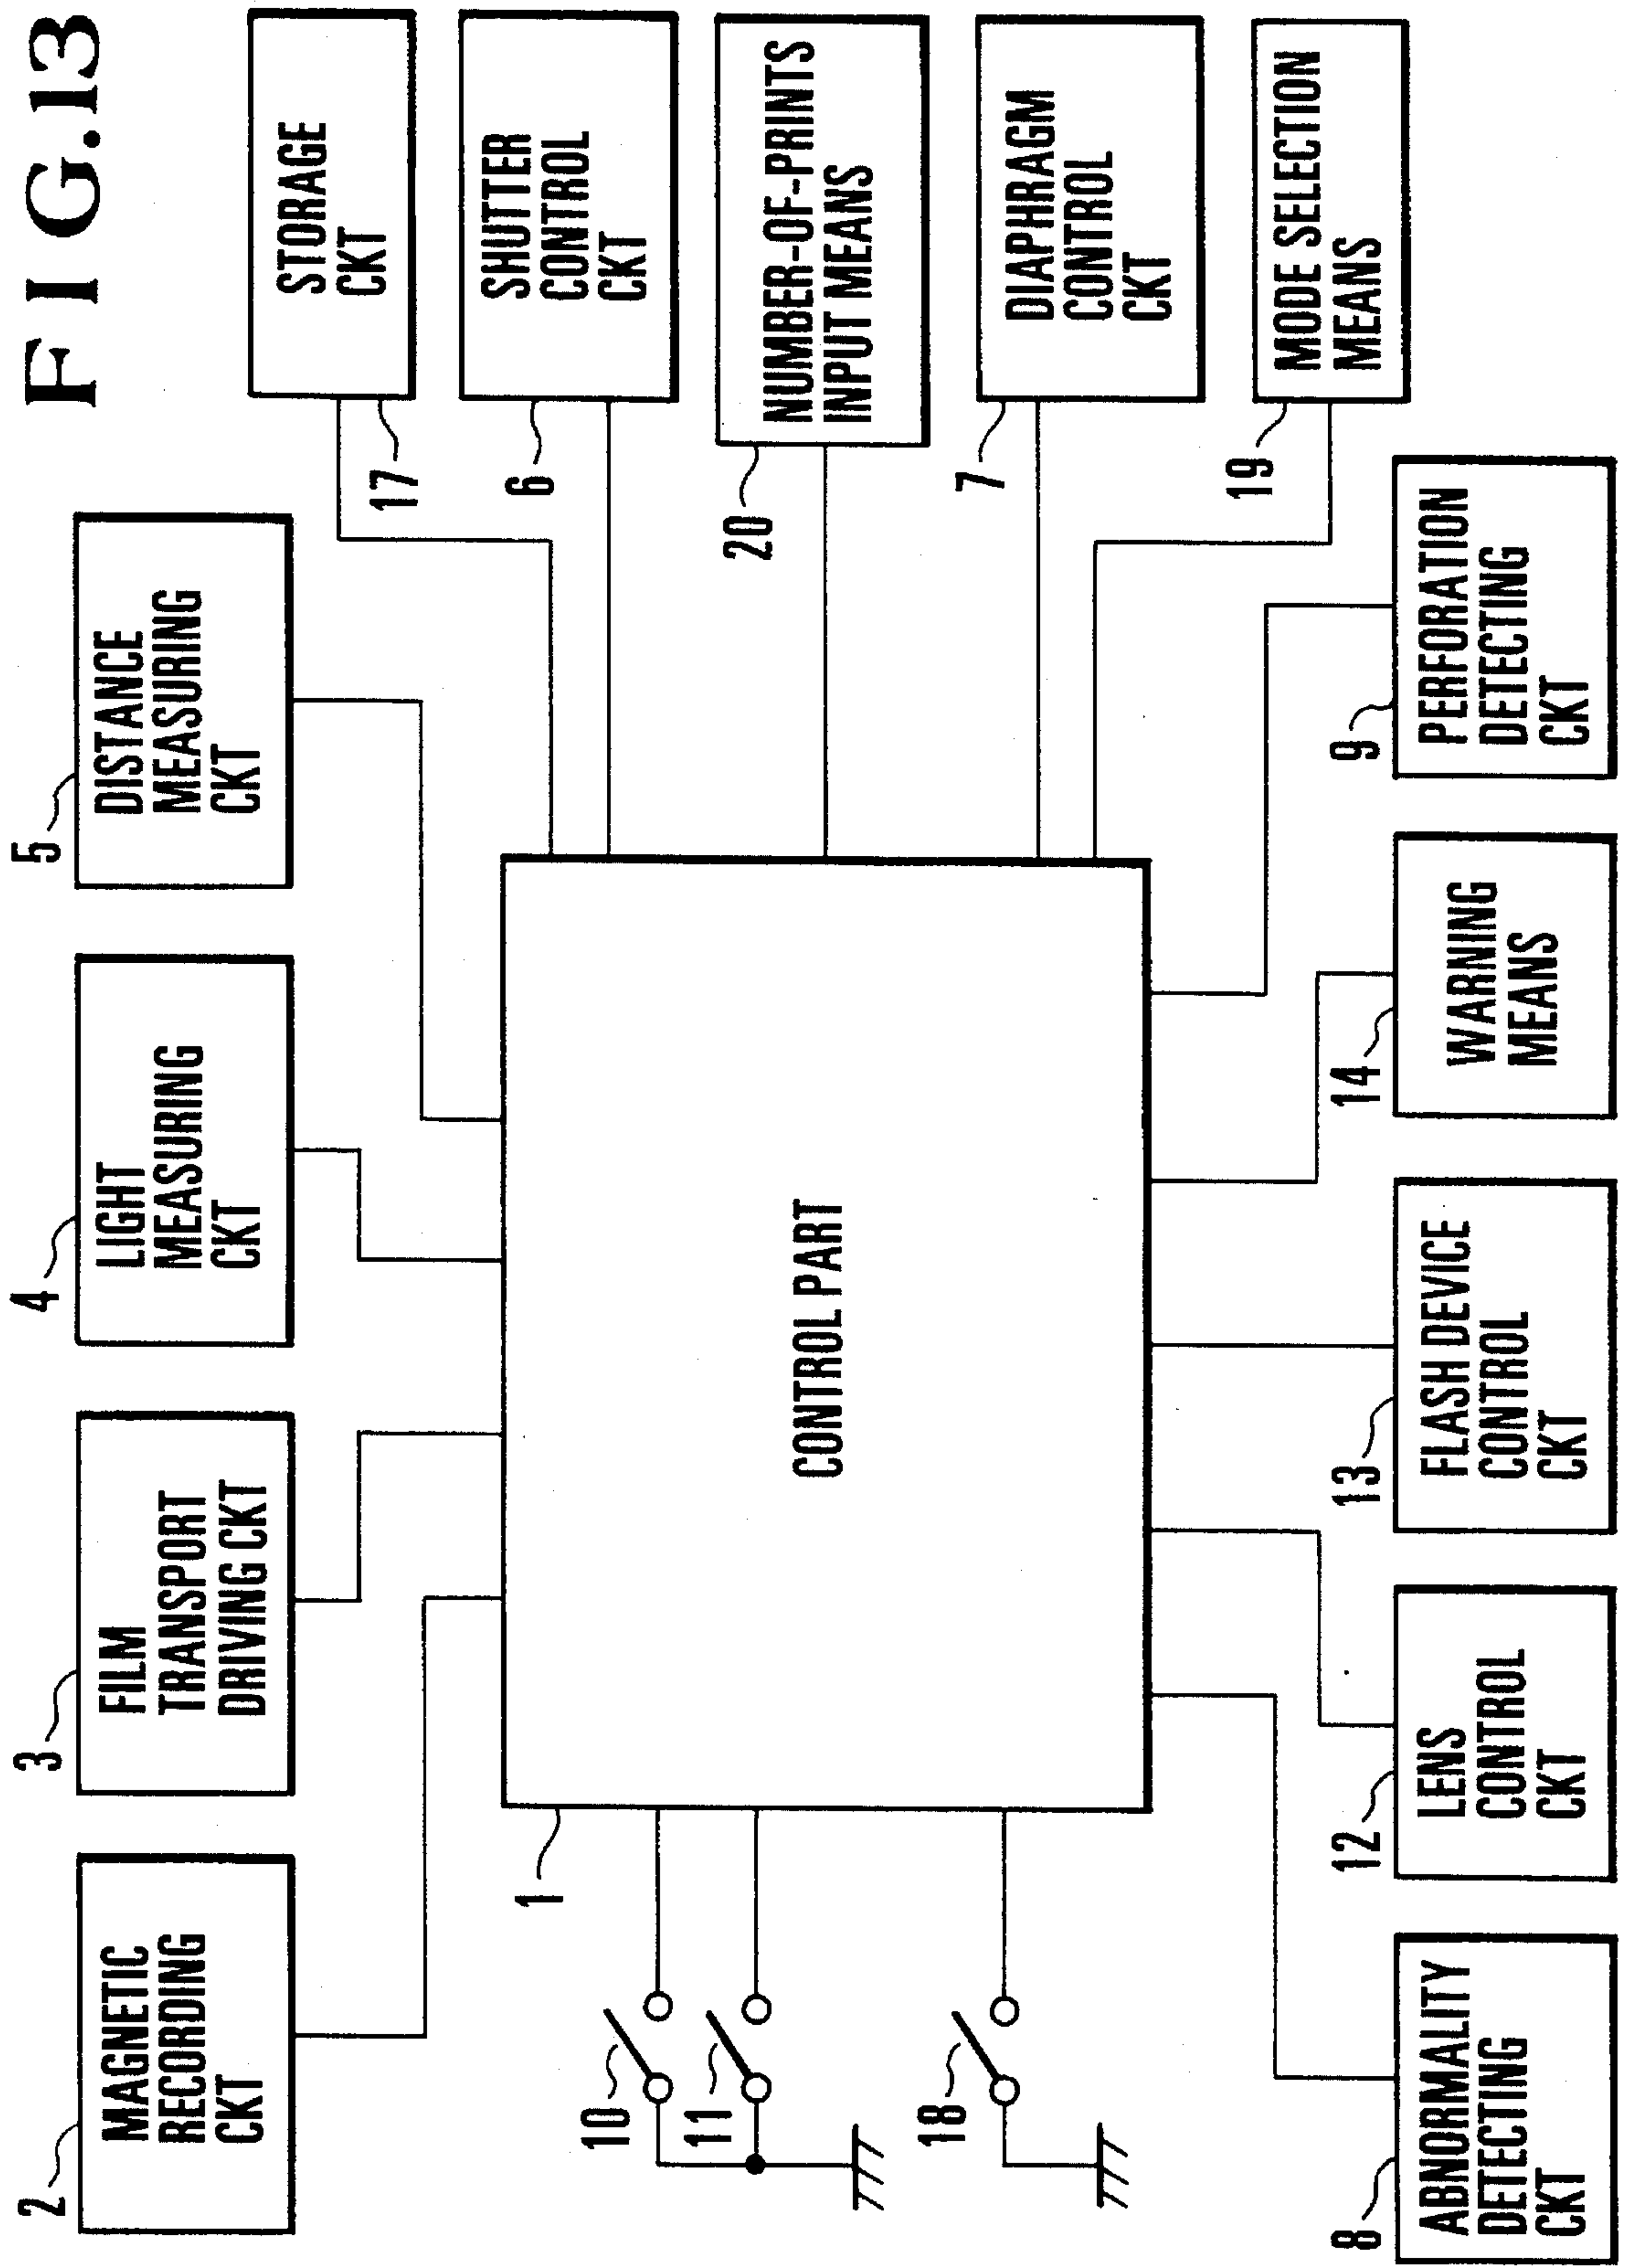 FIG.13
2
MAGNETIC
RECORDING
CKT
3
FILM
TRANSPORT
DRIVING CKT
4
LIGHT
MEASURING
CKT
5
DISTANCE
MEASURING
CKT
STORAGE
CKT
17
SHUTTER
CONTROL
CKT
6
NUMBER-OF-PRINTS
INPUT MEANS
20
DIAPHRAGM
CONTROL
CKT
7
MODE SELECTION
MEANS
19
1
CONTROL PART
10
11
18
8
ABNORMALITY
DETECTING
CKT
12
LENS
CONTROL
CKT
13
FLASH DEVICE
CONTROL
CKT
14
WARNING
MEANS
9
PERFORATION
DETECTING
CKT